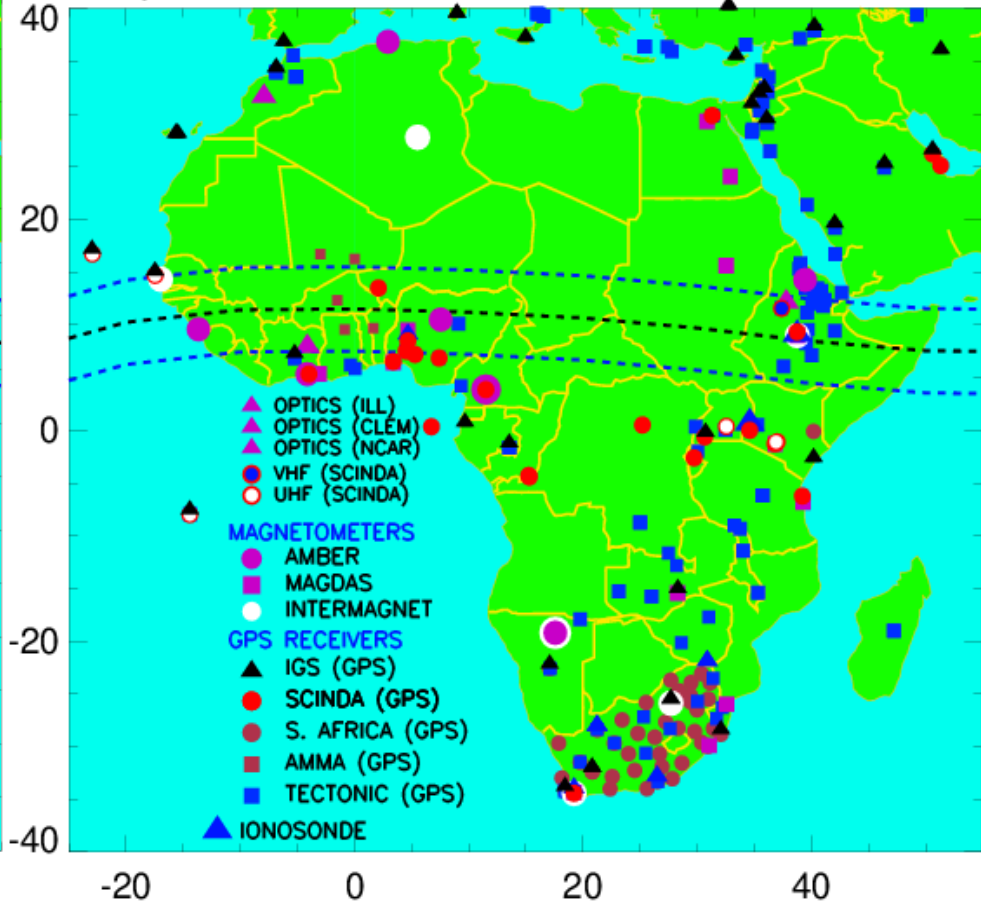 40
20
0
-20
-40
OPTICS (ILL)
OPTICS (CLEM)
OPTICS (NCAR)
VHF (SCINDA)
UHF (SCINDA)
MAGNETOMETERS
AMBER
MAGDAS
INTERMAGNET
GPS RECEIVERS
IGS (GPS)
SCINDA (GPS)
S. AFRICA (GPS)
AMMA (GPS)
TECTONIC (GPS)
IONOSONDE
-20 0 20 40